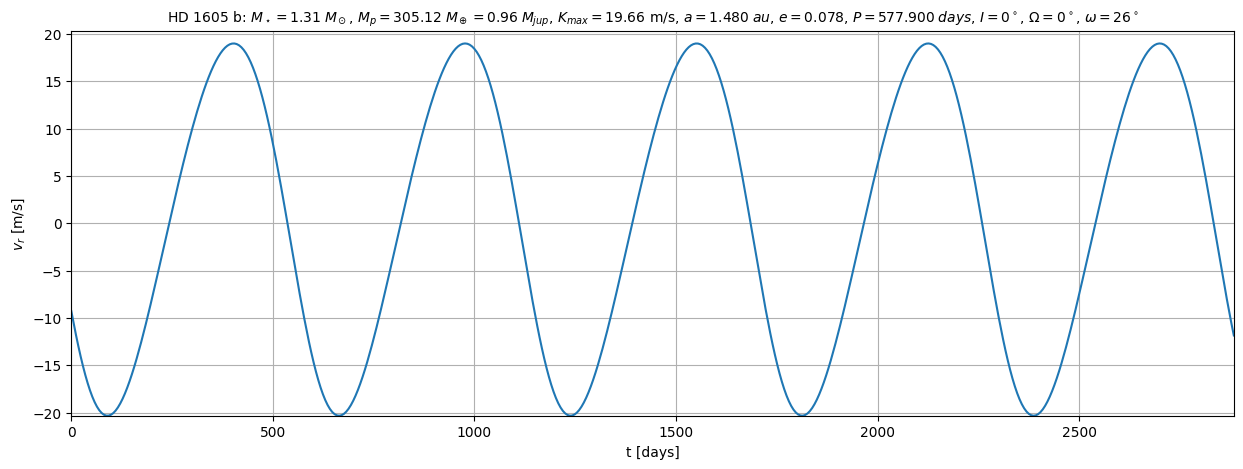 HD 1605 b: M⋆ = 1.31 M⊙, Mp = 305.12 M⊕ = 0.96 Mjup, Kmax = 19.66 m/s, a = 1.480 au, e = 0.078, P = 577.900 days, I = 0°, Ω = 0°, ω = 26°
20
15
10
5
0
−5
−10
−15
−20
vr [m/s]
0 500 1000 1500 2000 2500
t [days]